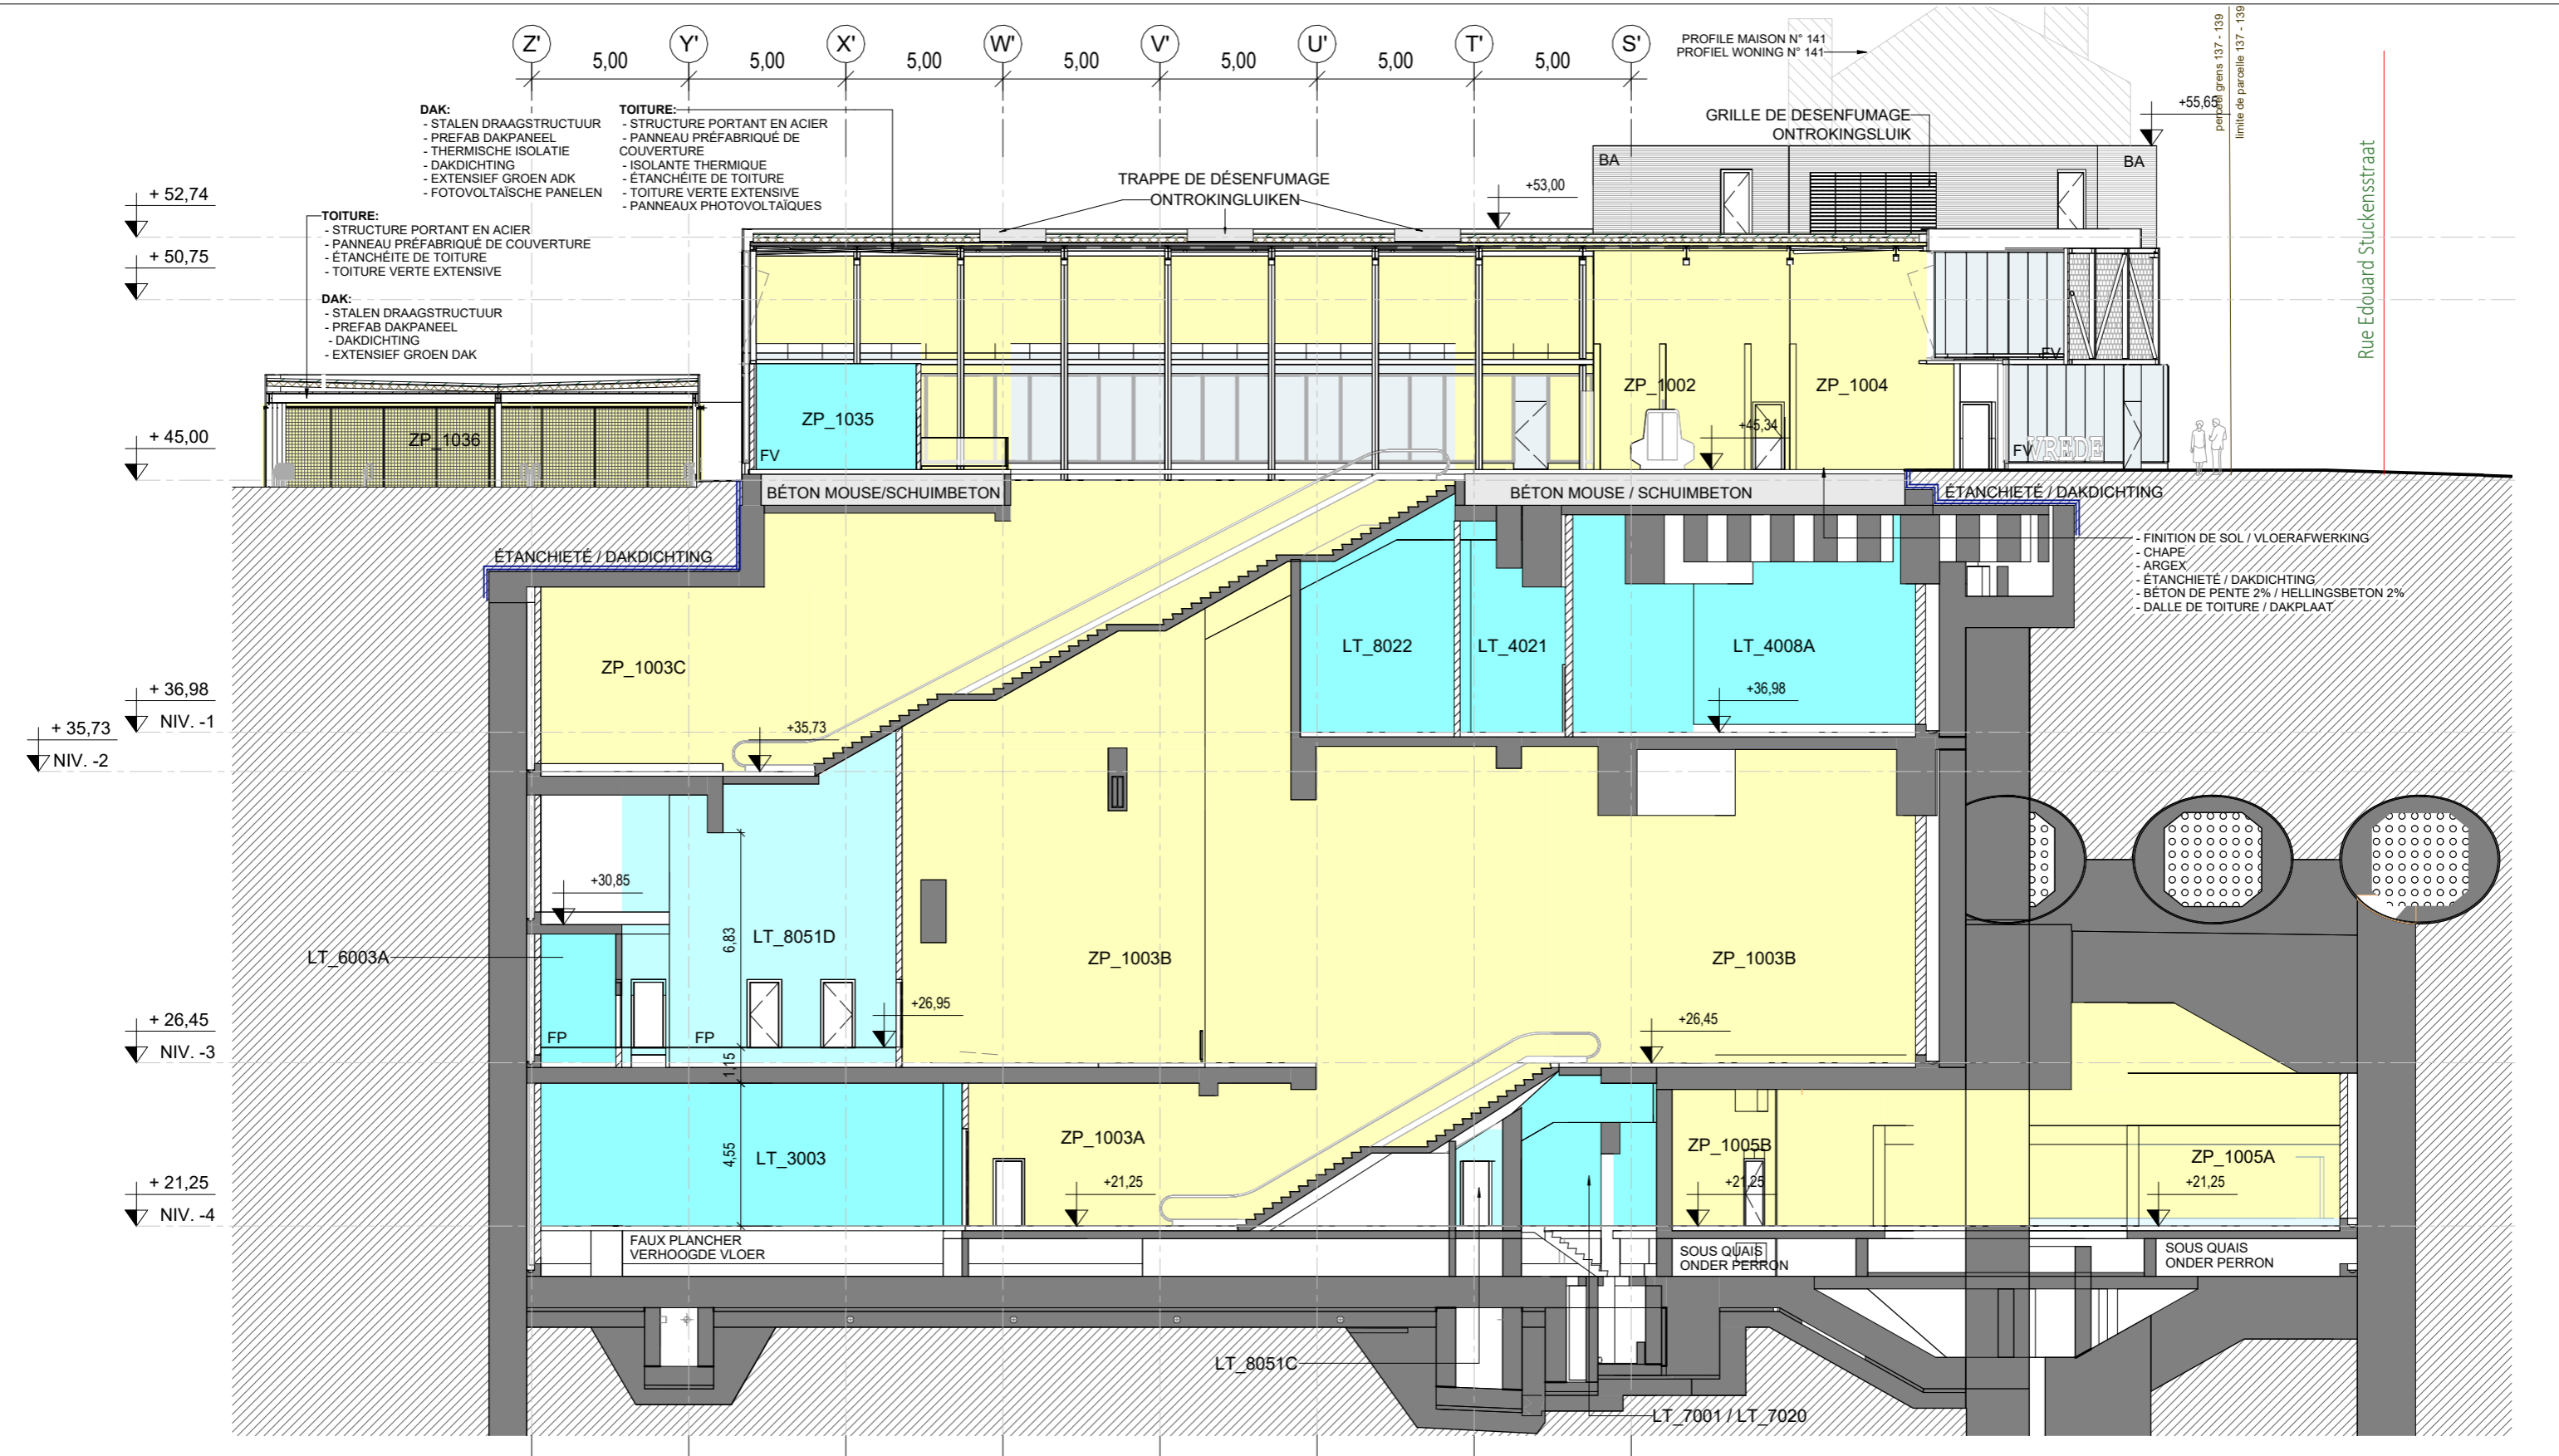 Z' Y' X' W' V' U' T' S'
5,00 5,00 5,00 5,00 5,00 5,00 5,00
PROFILE MAISON N° 141
PROFIEL WONING N° 141
perceel grens 137 - 139
limite de parcelle 137 - 139
Rue Edouard Stuckensstraat
+55,65
DAK:
- STALEN DRAAGSTRUCTUUR
- PREFAB DAKPANEEL
- THERMISCHE ISOLATIE
- DAKDICHTING
- EXTENSIEF GROEN ADK
- FOTOVOLTAÏSCHE PANELEN
TOITURE:
- STRUCTURE PORTANT EN ACIER
- PANNEAU PRÉFABRIQUÉ DE
COUVERTURE
- ISOLANTE THERMIQUE
- ÉTANCHÉITE DE TOITURE
- TOITURE VERTE EXTENSIVE
- PANNEAUX PHOTOVOLTAÏQUES
GRILLE DE DESENFUMAGE
ONTROKINGSLUIK
BA
BA
TRAPPE DE DÉSENFUMAGE
ONTROKINGLUIKEN
+53,00
+ 52,74
TOITURE:
- STRUCTURE PORTANT EN ACIER
- PANNEAU PRÉFABRIQUÉ DE COUVERTURE
- ÉTANCHÉITE DE TOITURE
- TOITURE VERTE EXTENSIVE
DAK:
- STALEN DRAAGSTRUCTUUR
- PREFAB DAKPANEEL
- DAKDICHTING
- EXTENSIEF GROEN DAK
+ 50,75
FV
ZP_1002
ZP_1004
ZP_1035
ZP_1036
+45,34
+ 45,00
FV
FV
VREDE
BÉTON MOUSE/SCHUIMBETON
BÉTON MOUSE / SCHUIMBETON
ÉTANCHIETÉ / DAKDICHTING
ÉTANCHIETÉ / DAKDICHTING
- FINITION DE SOL / VLOERAFWERKING
- CHAPE
- ARGEX
- ÉTANCHIETÉ / DAKDICHTING
- BÉTON DE PENTE 2% / HELLINGSBETON 2%
- DALLE DE TOITURE / DAKPLAAT
LT_8022
LT_4021
LT_4008A
ZP_1003C
+36,98
+ 36,98
NIV. -1
+ 35,73
NIV. -2
+35,73
+30,85
6,83
LT_8051D
LT_6003A
ZP_1003B
ZP_1003B
+26,95
+26,45
+ 26,45
NIV. -3
FP
FP
1,15
ZP_1003A
ZP_1005B
ZP_1005A
4,55
LT_3003
+21,25
+21,25
+21,25
+ 21,25
NIV. -4
FAUX PLANCHER
VERHOOGDE VLOER
SOUS QUAIS
ONDER PERRON
SOUS QUAIS
ONDER PERRON
LT_8051C
LT_7001 / LT_7020